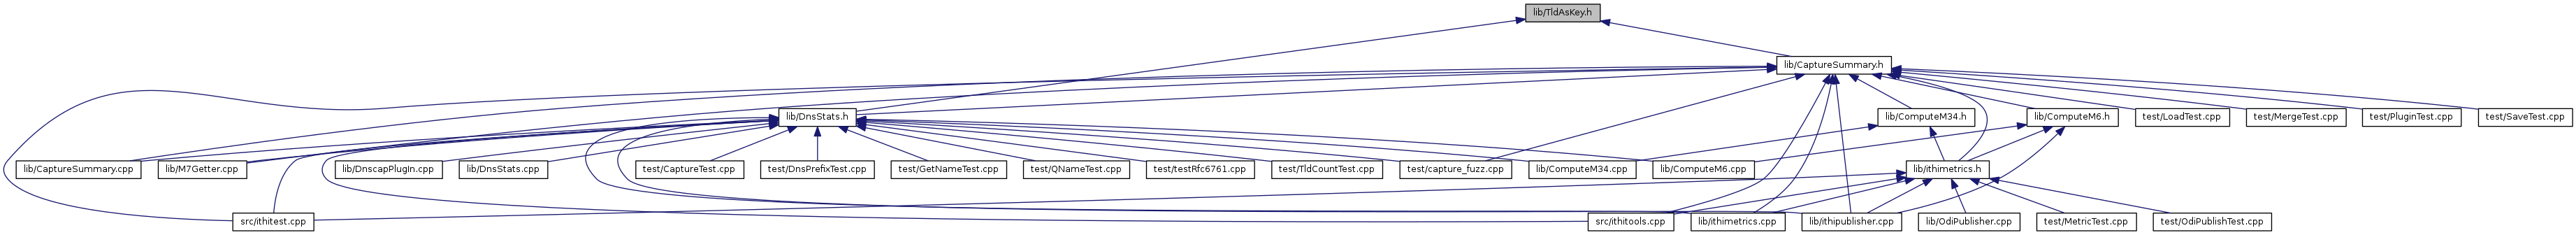 lib/TldAsKey.h
lib/CaptureSummary.h
lib/DnsStats.h
lib/ComputeM34.h
lib/ComputeM6.h
test/LoadTest.cpp
test/MergeTest.cpp
test/PluginTest.cpp
test/SaveTest.cpp
lib/CaptureSummary.cpp
lib/M7Getter.cpp
lib/DnscapPlugIn.cpp
lib/DnsStats.cpp
test/CaptureTest.cpp
test/DnsPrefixTest.cpp
test/GetNameTest.cpp
test/QNameTest.cpp
test/testRfc6761.cpp
test/TldCountTest.cpp
test/capture_fuzz.cpp
lib/ComputeM34.cpp
lib/ComputeM6.cpp
lib/ithimetrics.h
src/ithitest.cpp
src/ithitools.cpp
lib/ithimetrics.cpp
lib/ithipublisher.cpp
lib/OdiPublisher.cpp
test/MetricTest.cpp
test/OdiPublishTest.cpp